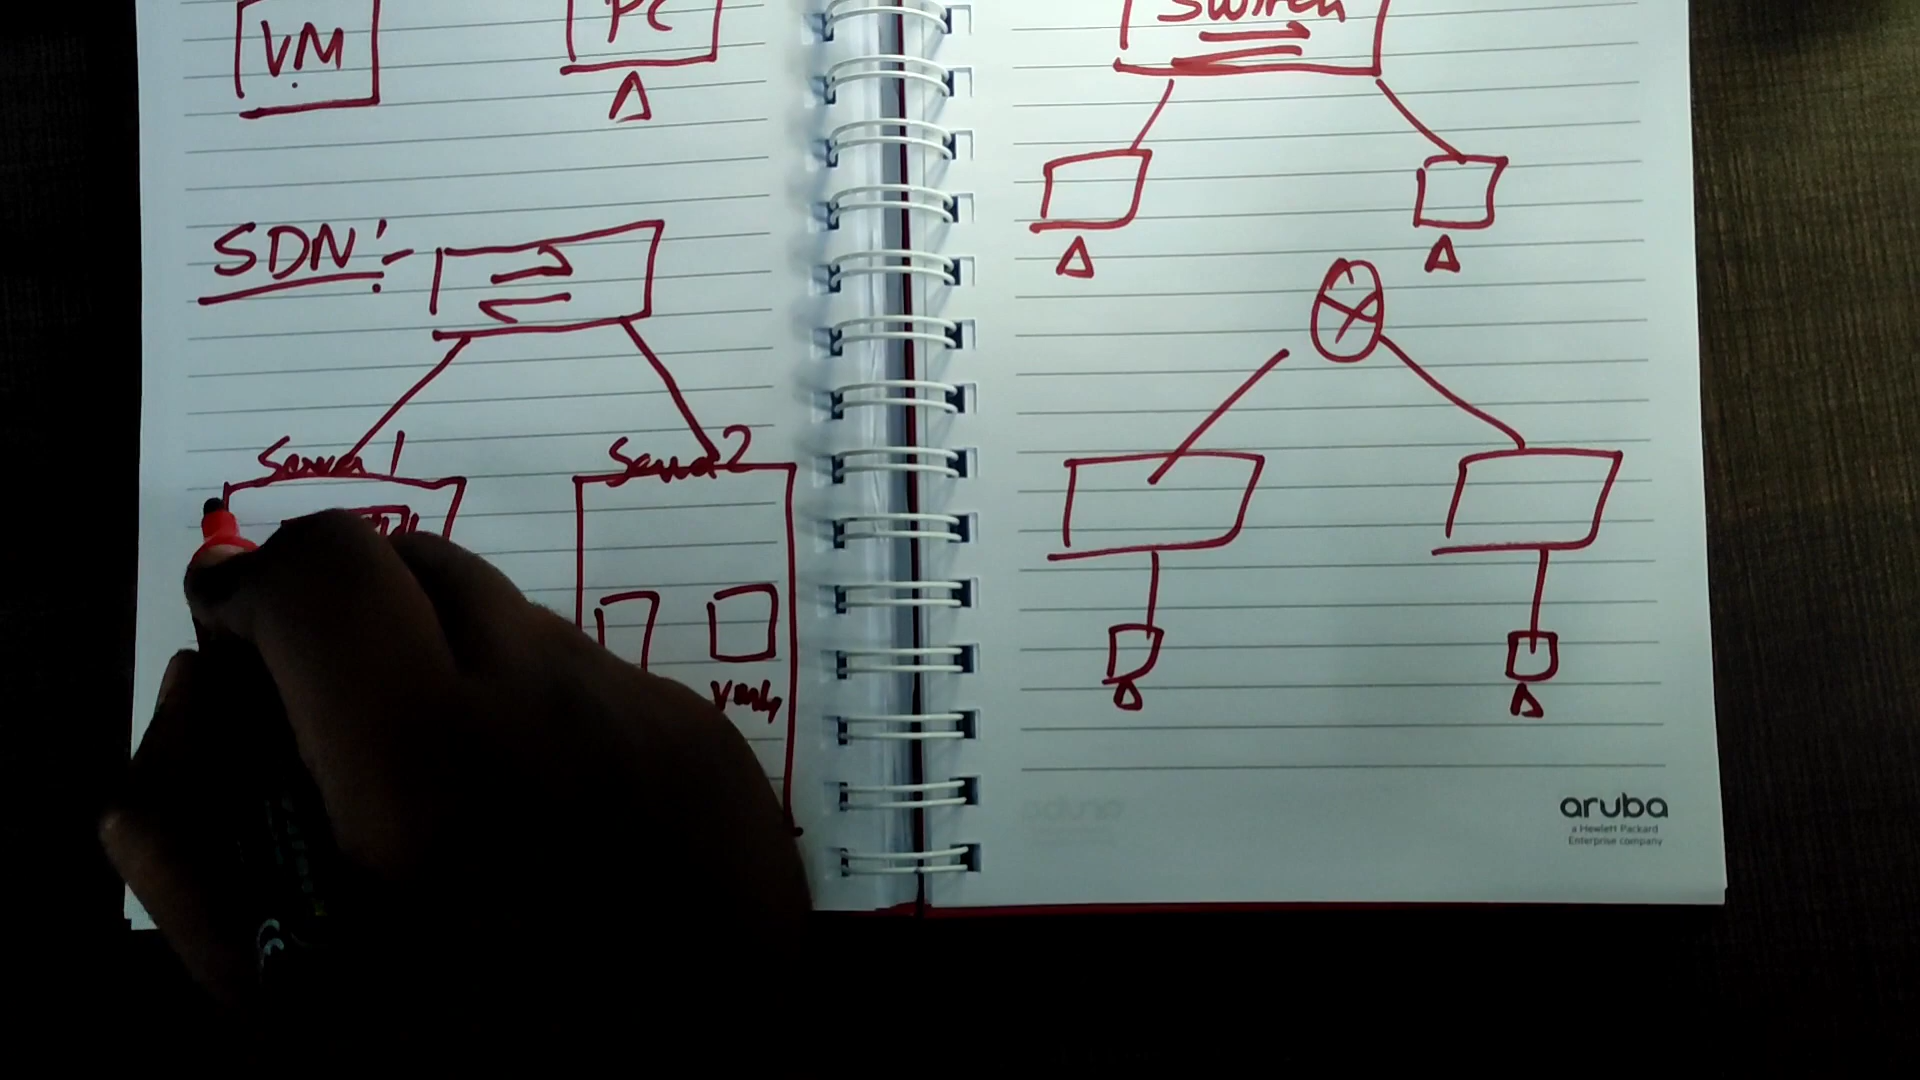 VM
PC
Switch
SDN:-
Server 1
Server 2
aruba
a Hewlett Packard
Enterprise company